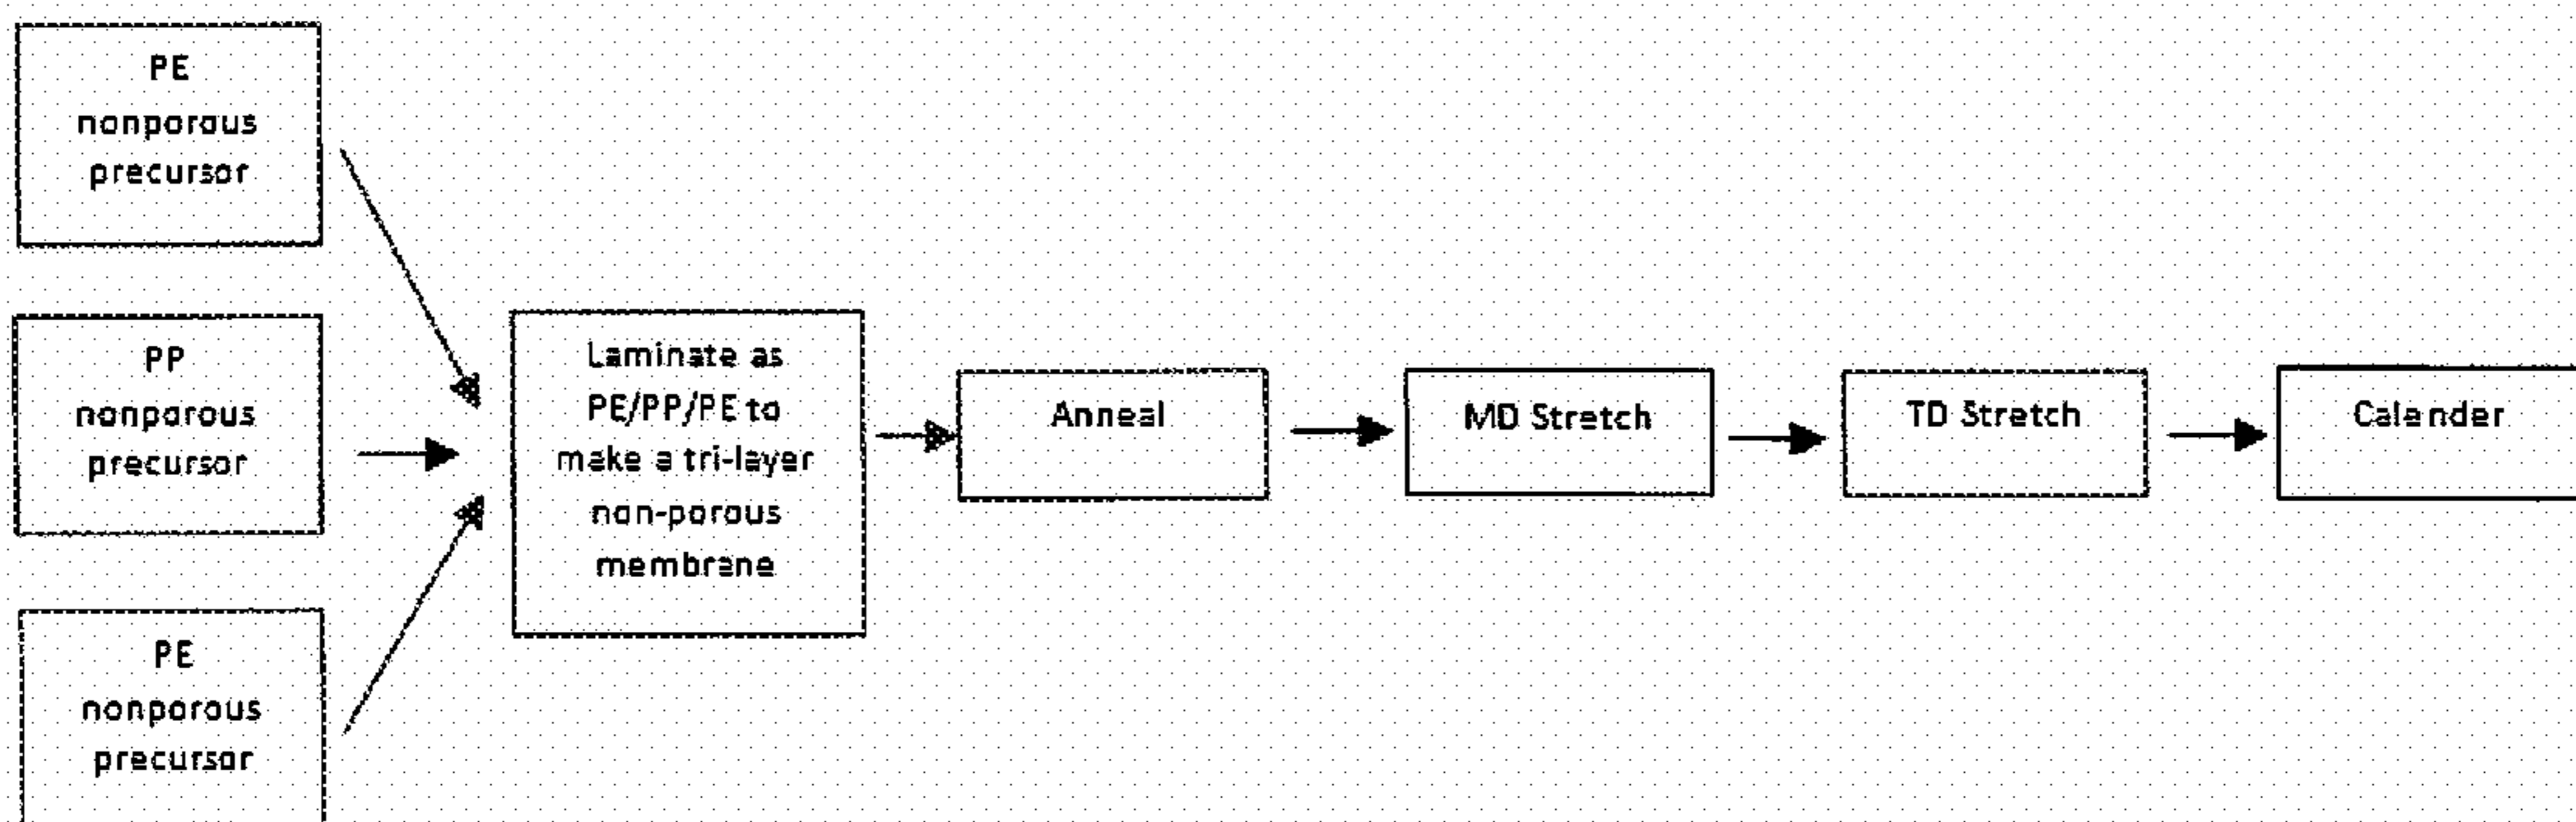 PE
nonporous
precursor
PP
nonporous
precursor
PE
nonporous
precursor
Laminate as
PE/PP/PE to
make a tri-layer
non-porous
membrane
Anneal
MD Stretch
TD Stretch
Calender